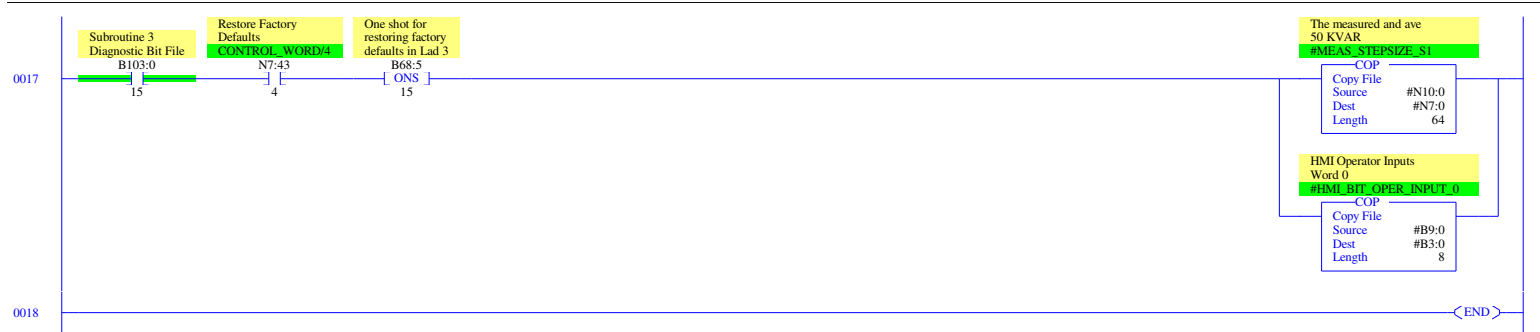 Subroutine 3
Diagnostic Bit File
B103:0
15
Restore Factory
Defaults
CONTROL_WORD/4
N7:43
4
One shot for
restoring factory
defaults in Lad 3
B68:5
ONS
15
0017
The measured and ave
50 KVAR
#MEAS_STEPSIZE_S1
COP
Copy File
Source #N10:0
Dest #N7:0
Length 64
HMI Operator Inputs
Word 0
#HMI_BIT_OPER_INPUT_0
COP
Copy File
Source #B9:0
Dest #B3:0
Length 8
0018
END